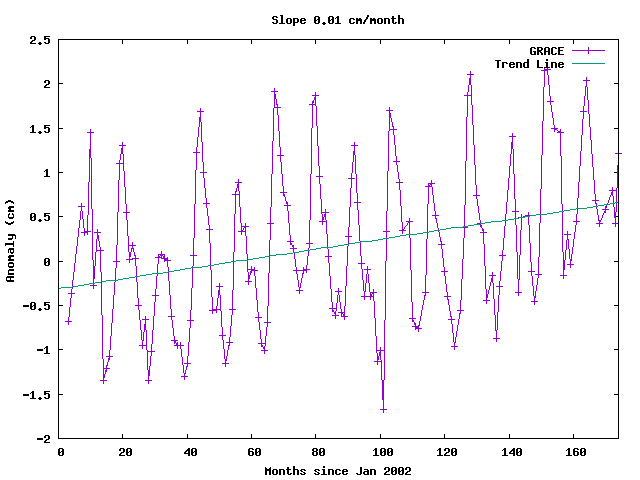 Slope 0.01 cm/month
GRACE
Trend Line
Anomaly (cm)
2.5
2
1.5
1
0.5
0
-0.5
-1
-1.5
-2
0 20 40 60 80 100 120 140 160
Months since Jan 2002